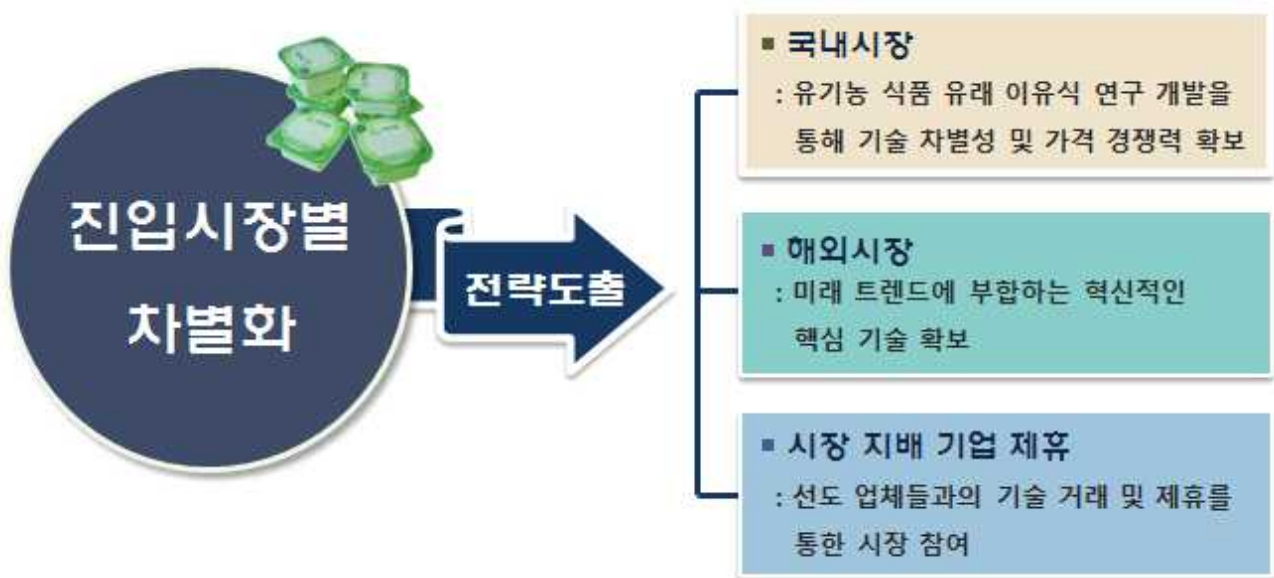 진입시장별
차별화
전략도출
▪ 국내시장
: 유기농 식품 유래 이유식 연구 개발을
통해 기술 차별성 및 가격 경쟁력 확보
▪ 해외시장
: 미래 트렌드에 부합하는 혁신적인
핵심 기술 확보
▪ 시장 지배 기업 제휴
: 선도 업체들과의 기술 거래 및 제휴를
통한 시장 참여